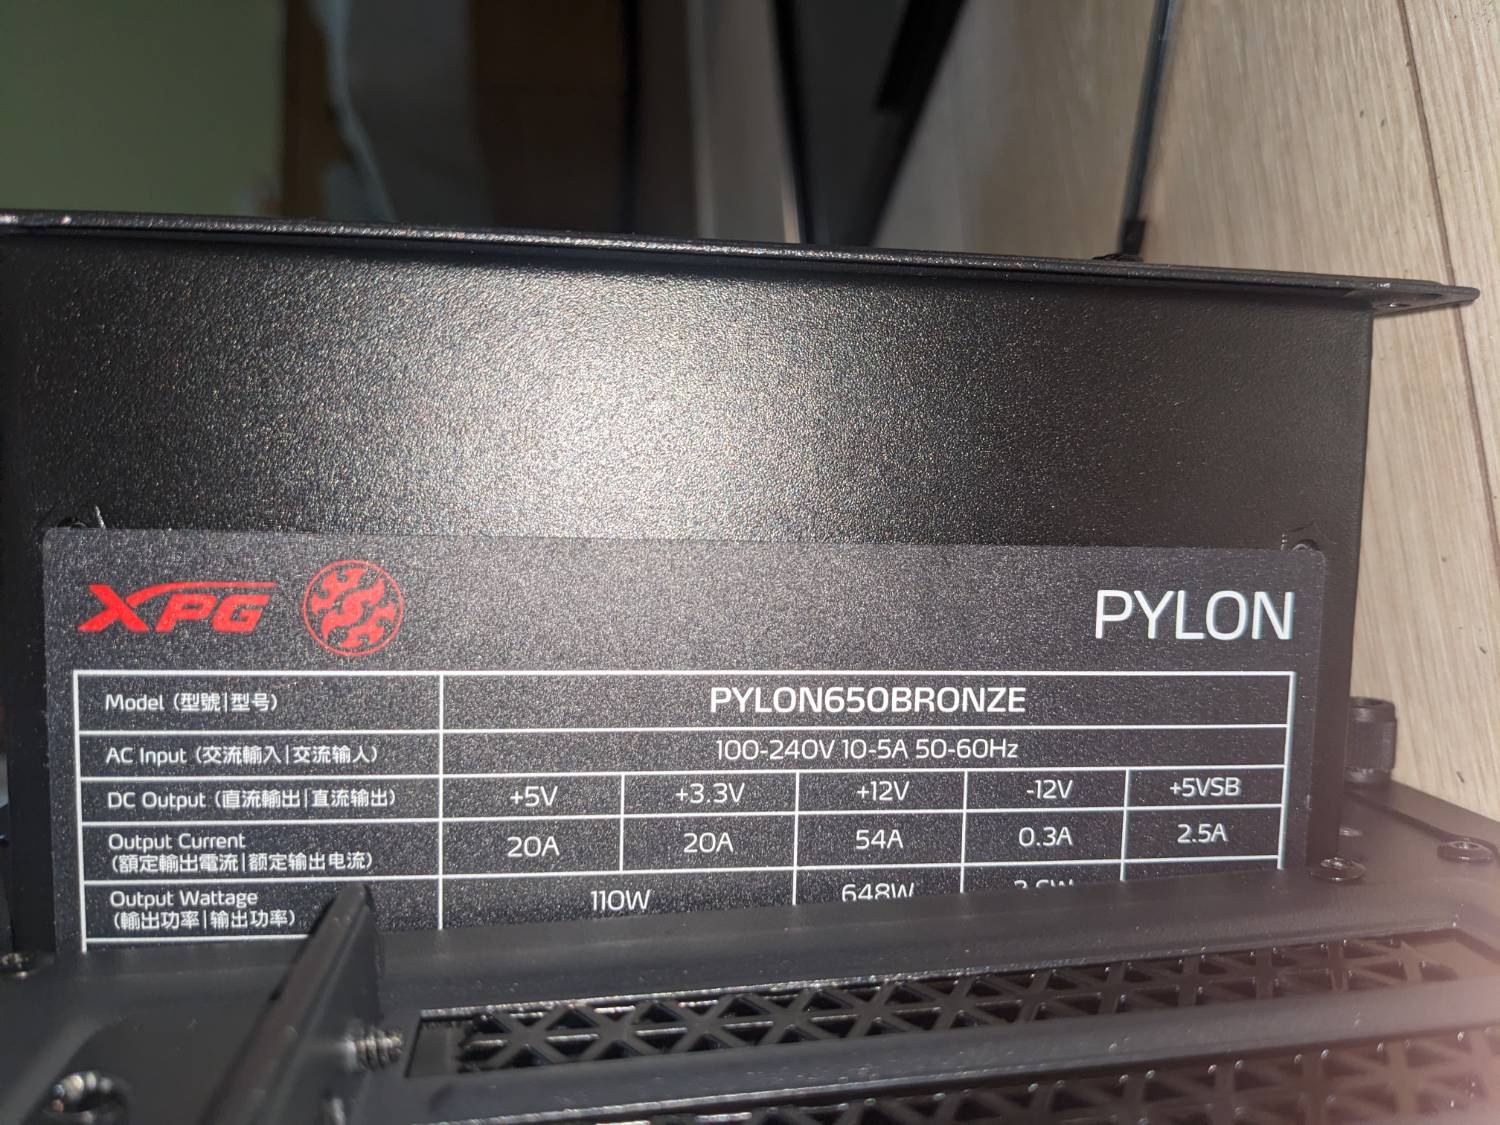 XPG PYLON
Model (型號|型号) PYLON650BRONZE
AC Input (交流輸入|交流输入) 100-240V 10-5A 50-60Hz
DC Output (直流輸出|直流输出) +5V +3.3V +12V -12V +5VSB
Output Current
(額定輸出電流|额定输出电流) 20A 20A 54A 0.3A 2.5A
Output Wattage
(輸出功率|输出功率) 110W 648W 3.6W